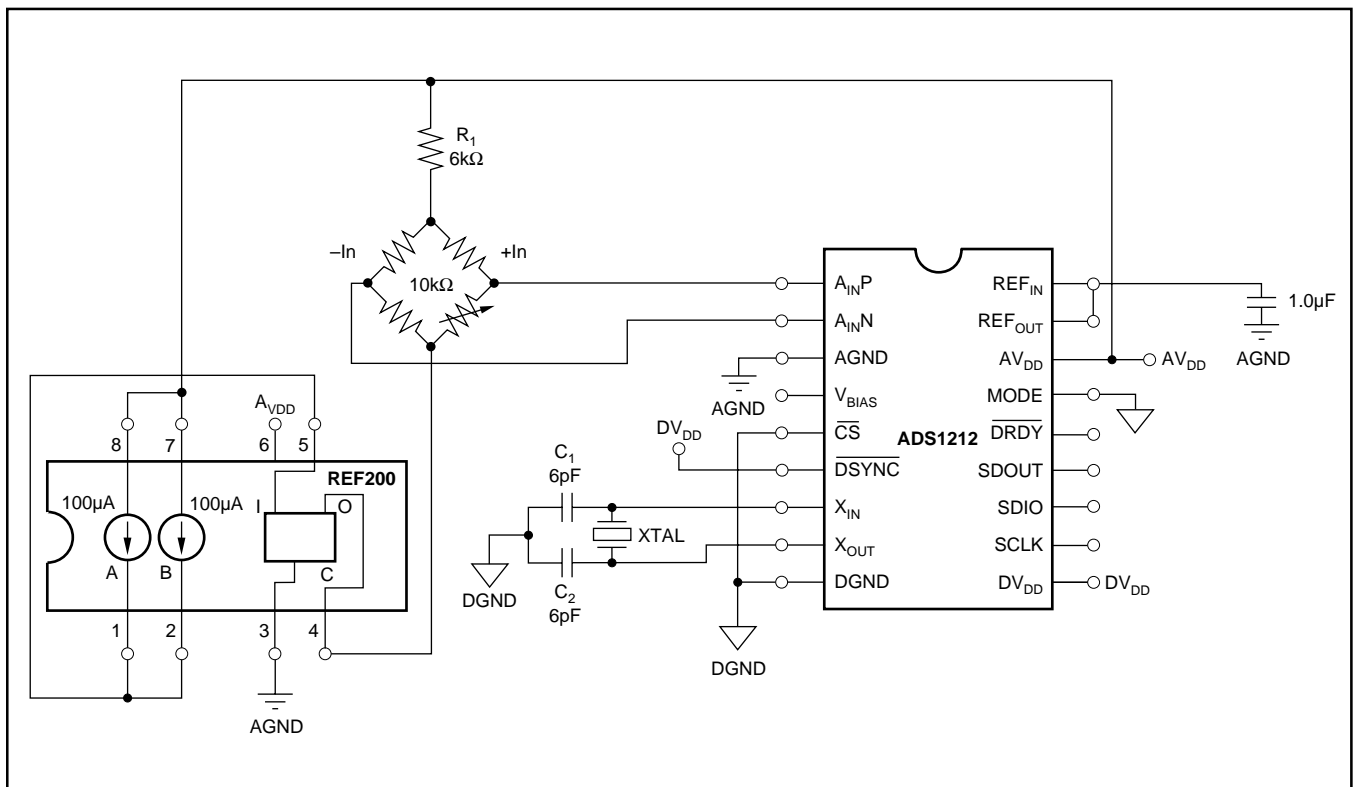 R1
6kΩ
–In
+In
10kΩ
AVDD
8
7
6
5
REF200
100µA
100µA
I
O
A
B
C
1
2
3
4
AGND
AINP
AINN
AGND
VBIAS
CS
DSYNC
XIN
XOUT
DGND
ADS1212
REFIN
REFOUT
AVDD
MODE
DRDY
SDOUT
SDIO
SCLK
DVDD
AGND
DVDD
C1
6pF
XTAL
C2
6pF
DGND
DGND
1.0µF
AGND
AVDD
DVDD